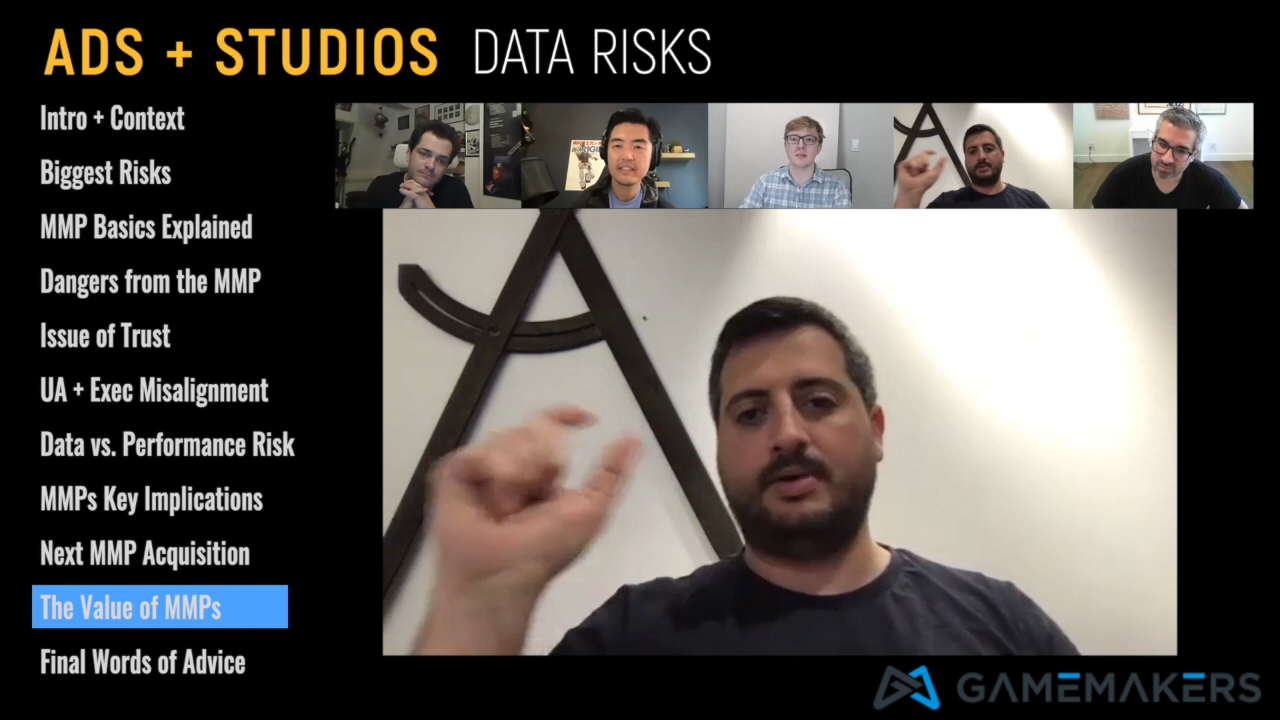 ADS + STUDIOS DATA RISKS
Intro + Context
Biggest Risks
MMP Basics Explained
Dangers from the MMP
Issue of Trust
UA + Exec Misalignment
Data vs. Performance Risk
MMPs Key Implications
Next MMP Acquisition
The Value of MMPs
Final Words of Advice
GAMEMAKERS